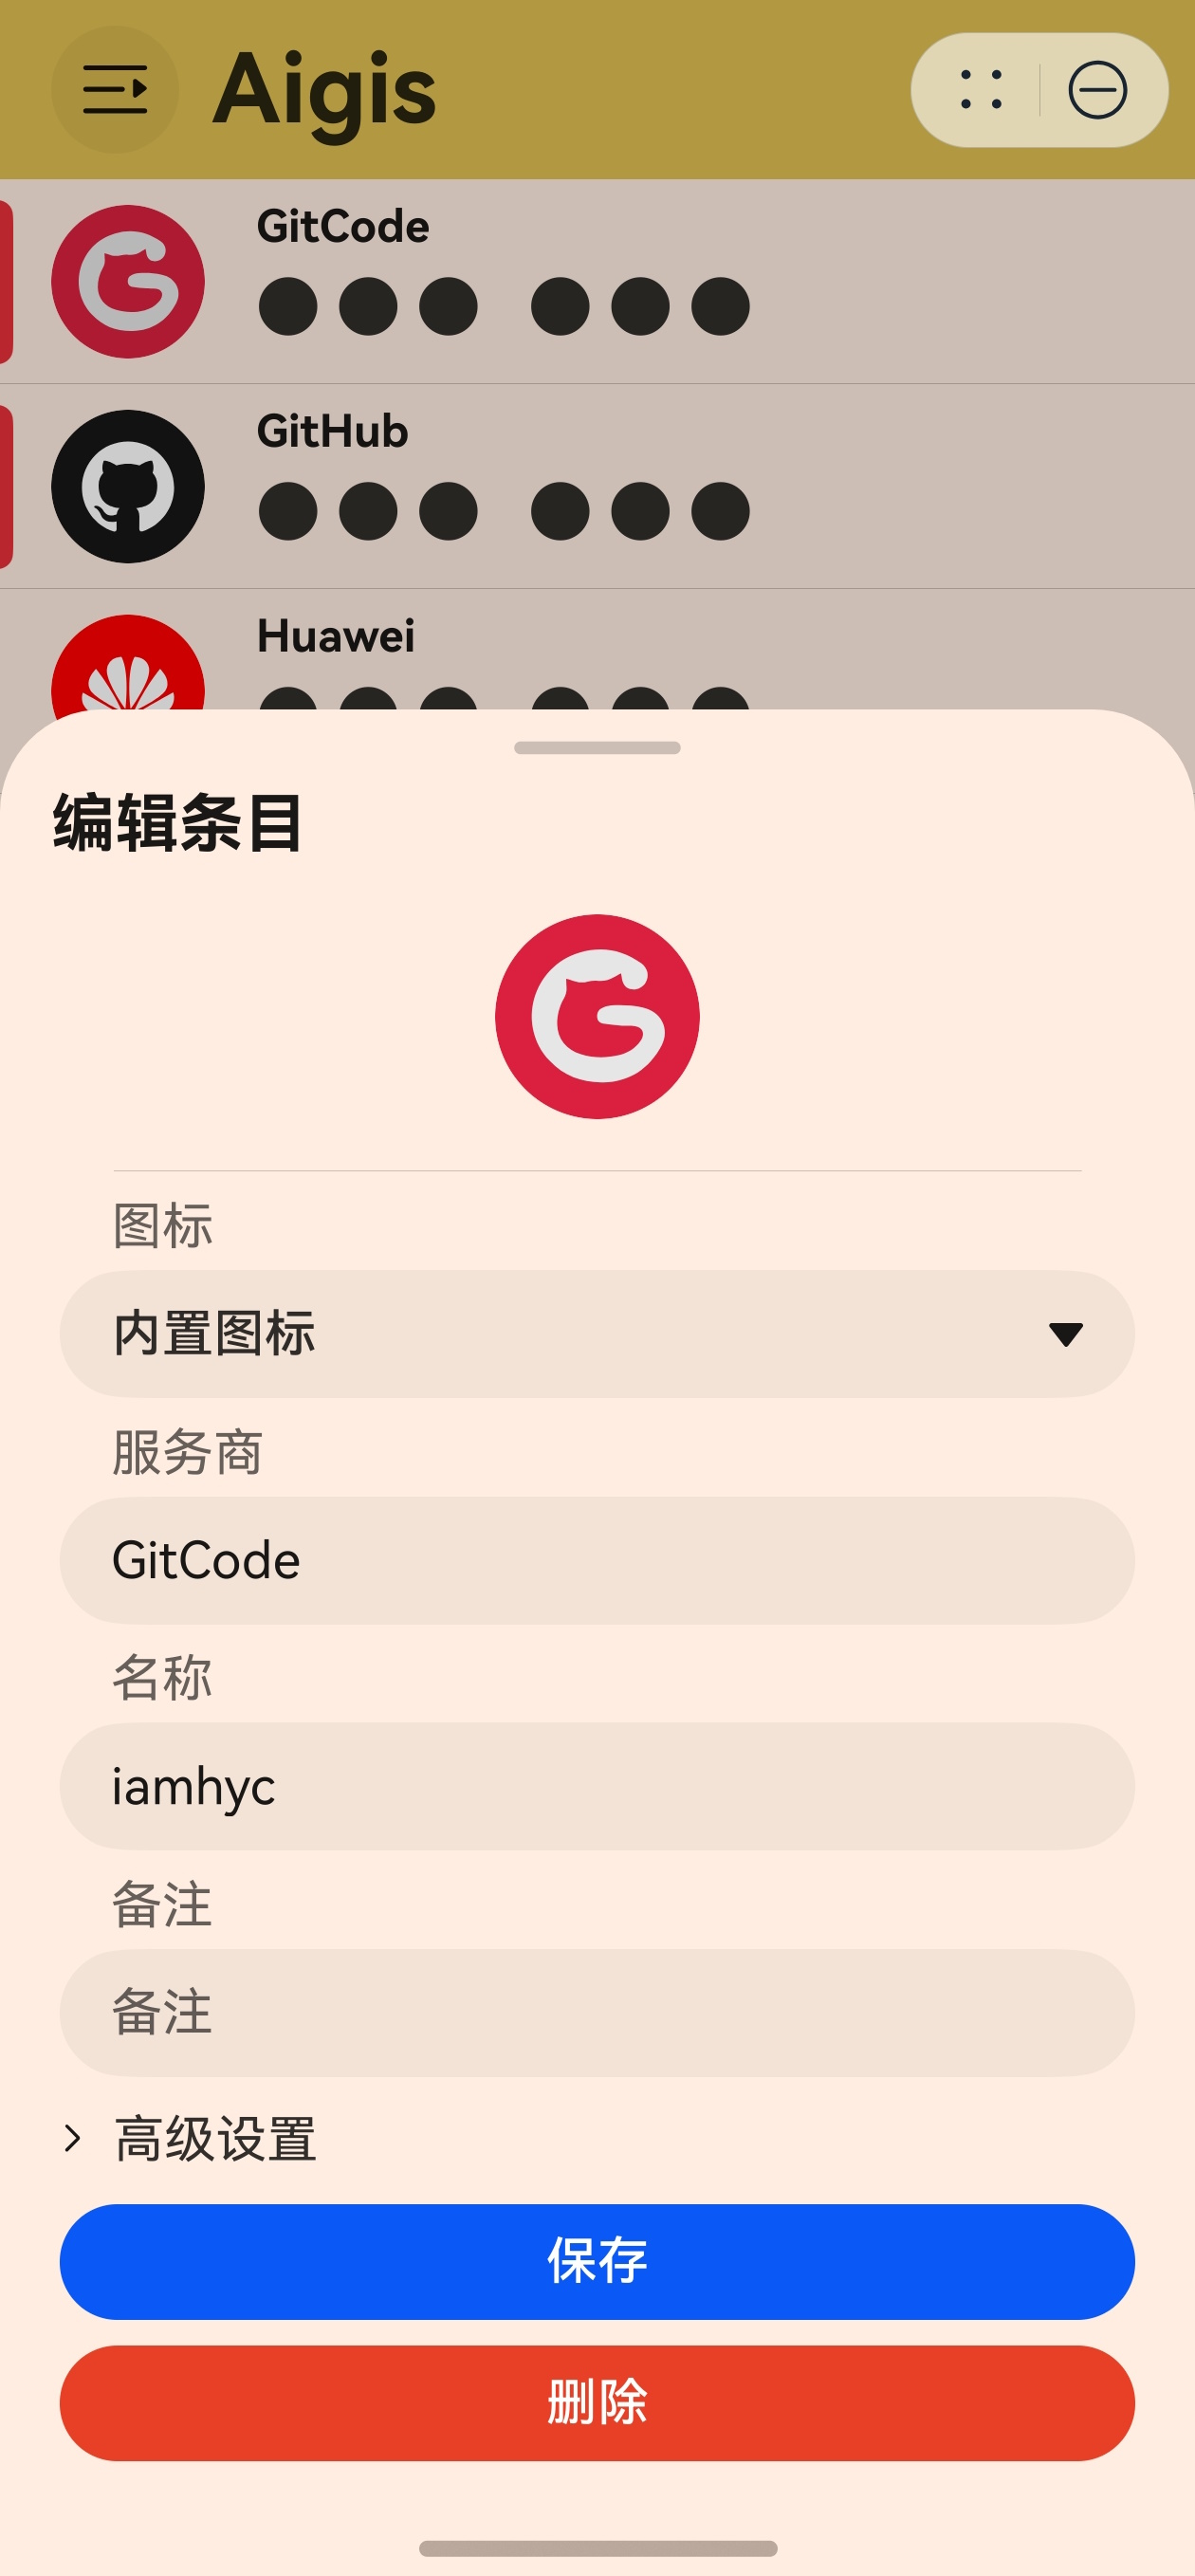 Aigis
GitCode
GitHub
Huawei
编辑条目
图标
内置图标
服务商
GitCode
名称
iamhyc
备注
备注
高级设置
保存
删除